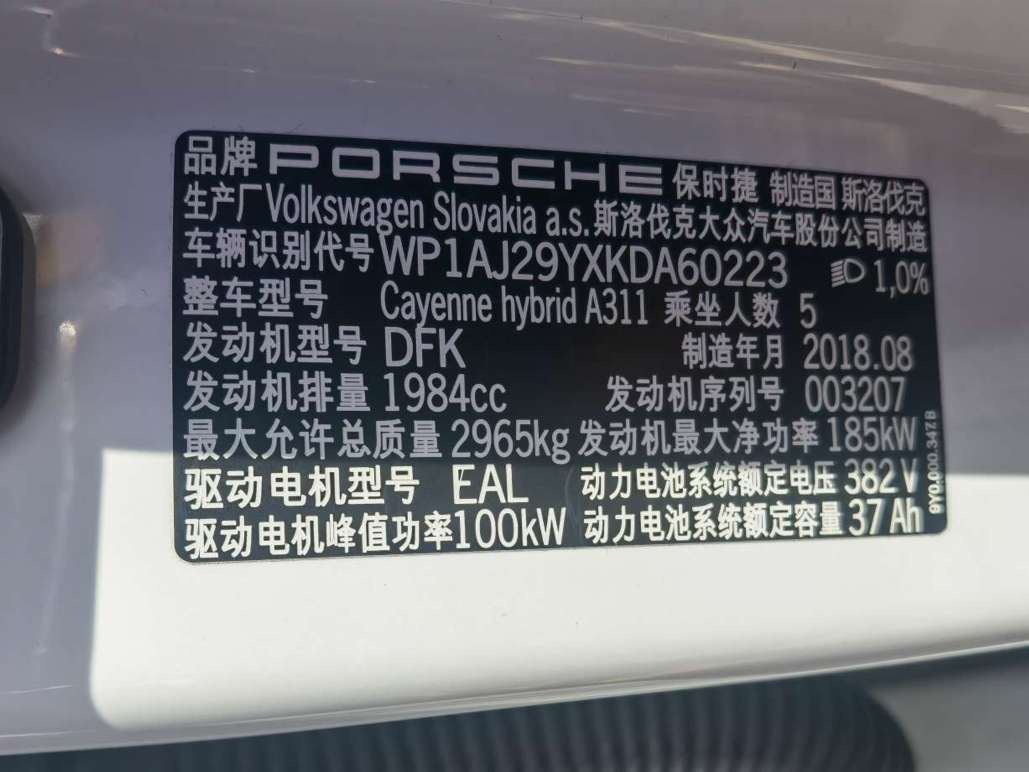 品牌 PORSCHE 保时捷 制造国 斯洛伐克
生产厂 Volkswagen Slovakia a.s. 斯洛伐克大众汽车股份公司制造
车辆识别代号 WP1AJ29YXKDA60223 1,0%
整车型号 Cayenne hybrid A311 乘坐人数 5
发动机型号 DFK 制造年月 2018.08
发动机排量 1984cc 发动机序列号 003207
最大允许总质量 2965kg 发动机最大净功率 185kW
驱动电机型号 EAL 动力电池系统额定电压 382 V
驱动电机峰值功率 100kW 动力电池系统额定容量 37 Ah
9Y0.000.347.B